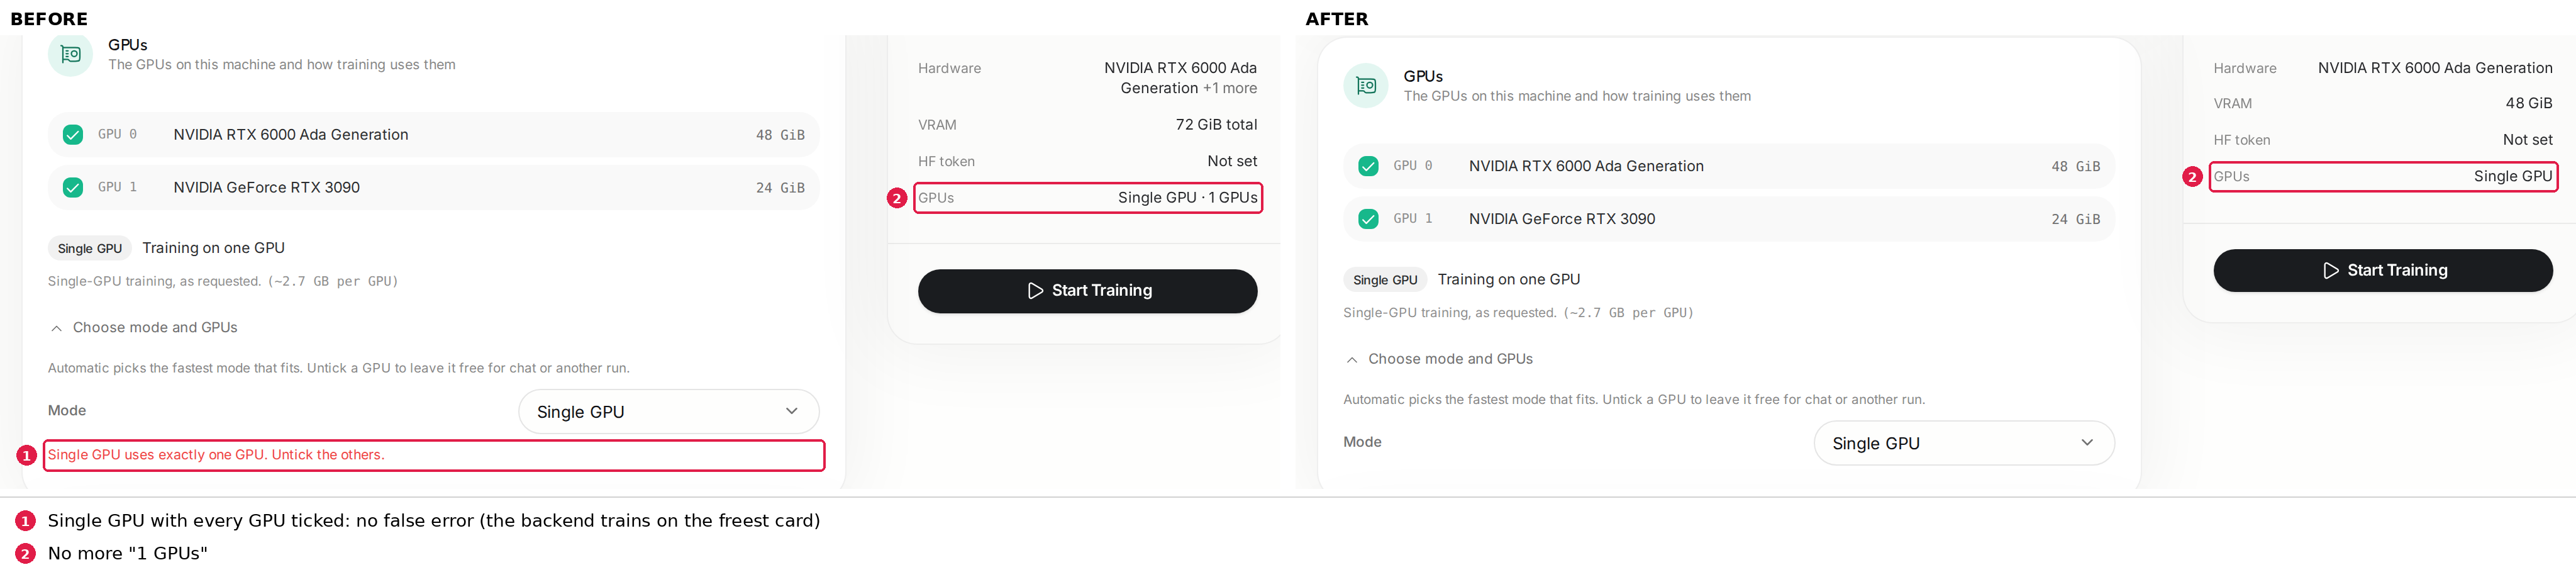 BEFORE
GPUs
The GPUs on this machine and how training uses them
GPU 0 NVIDIA RTX 6000 Ada Generation 48 GiB
GPU 1 NVIDIA GeForce RTX 3090 24 GiB
Single GPU Training on one GPU
Single-GPU training, as requested. (~2.7 GB per GPU)
Choose mode and GPUs
Automatic picks the fastest mode that fits. Untick a GPU to leave it free for chat or another run.
Mode Single GPU
1 Single GPU uses exactly one GPU. Untick the others.
Hardware NVIDIA RTX 6000 Ada
Generation +1 more
VRAM 72 GiB total
HF token Not set
2 GPUs Single GPU · 1 GPUs
Start Training
AFTER
GPUs
The GPUs on this machine and how training uses them
GPU 0 NVIDIA RTX 6000 Ada Generation 48 GiB
GPU 1 NVIDIA GeForce RTX 3090 24 GiB
Single GPU Training on one GPU
Single-GPU training, as requested. (~2.7 GB per GPU)
Choose mode and GPUs
Automatic picks the fastest mode that fits. Untick a GPU to leave it free for chat or another run.
Mode Single GPU
Hardware NVIDIA RTX 6000 Ada Generation
VRAM 48 GiB
HF token Not set
2 GPUs Single GPU
Start Training
1 Single GPU with every GPU ticked: no false error (the backend trains on the freest card)
2 No more "1 GPUs"